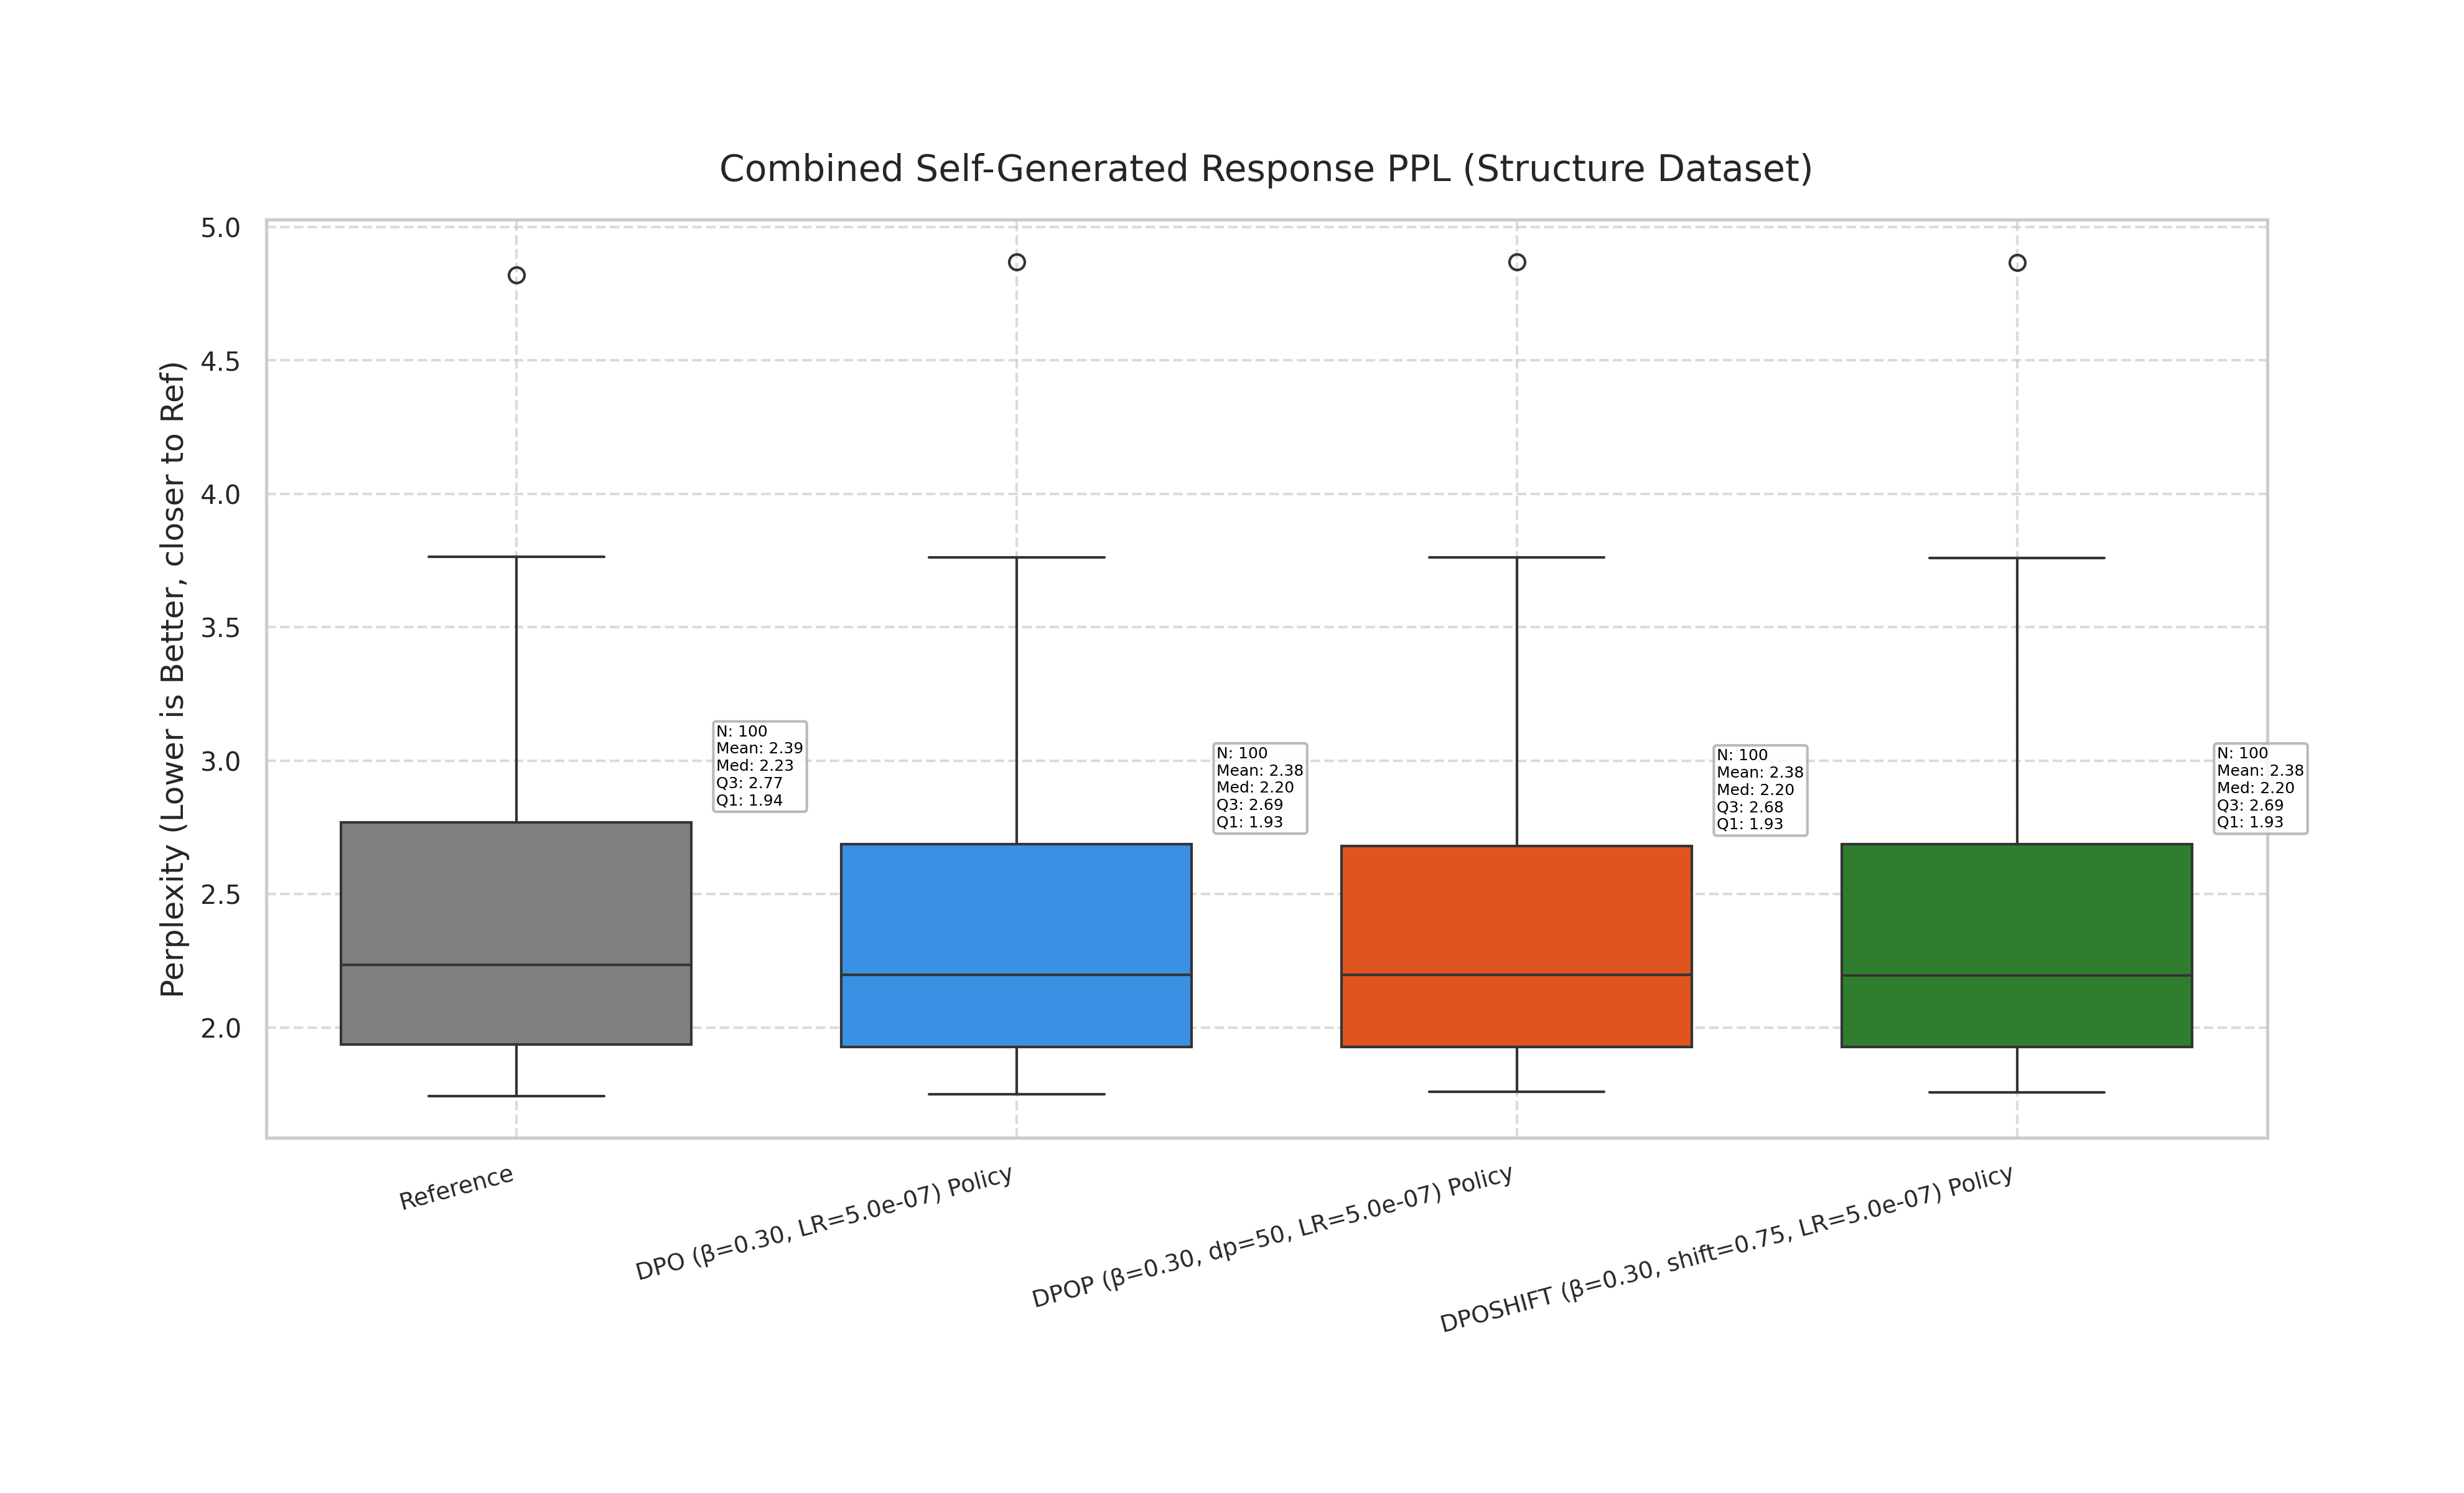 Combined Self-Generated Response PPL (Structure Dataset)
Perplexity (Lower is Better, closer to Ref)
5.0
4.5
4.0
3.5
3.0
2.5
2.0
N: 100
Mean: 2.39
Med: 2.23
Q3: 2.77
Q1: 1.94
N: 100
Mean: 2.38
Med: 2.20
Q3: 2.69
Q1: 1.93
N: 100
Mean: 2.38
Med: 2.20
Q3: 2.68
Q1: 1.93
N: 100
Mean: 2.38
Med: 2.20
Q3: 2.69
Q1: 1.93
Reference
DPO (β=0.30, LR=5.0e-07) Policy
DPOP (β=0.30, dp=50, LR=5.0e-07) Policy
DPOSHIFT (β=0.30, shift=0.75, LR=5.0e-07) Policy